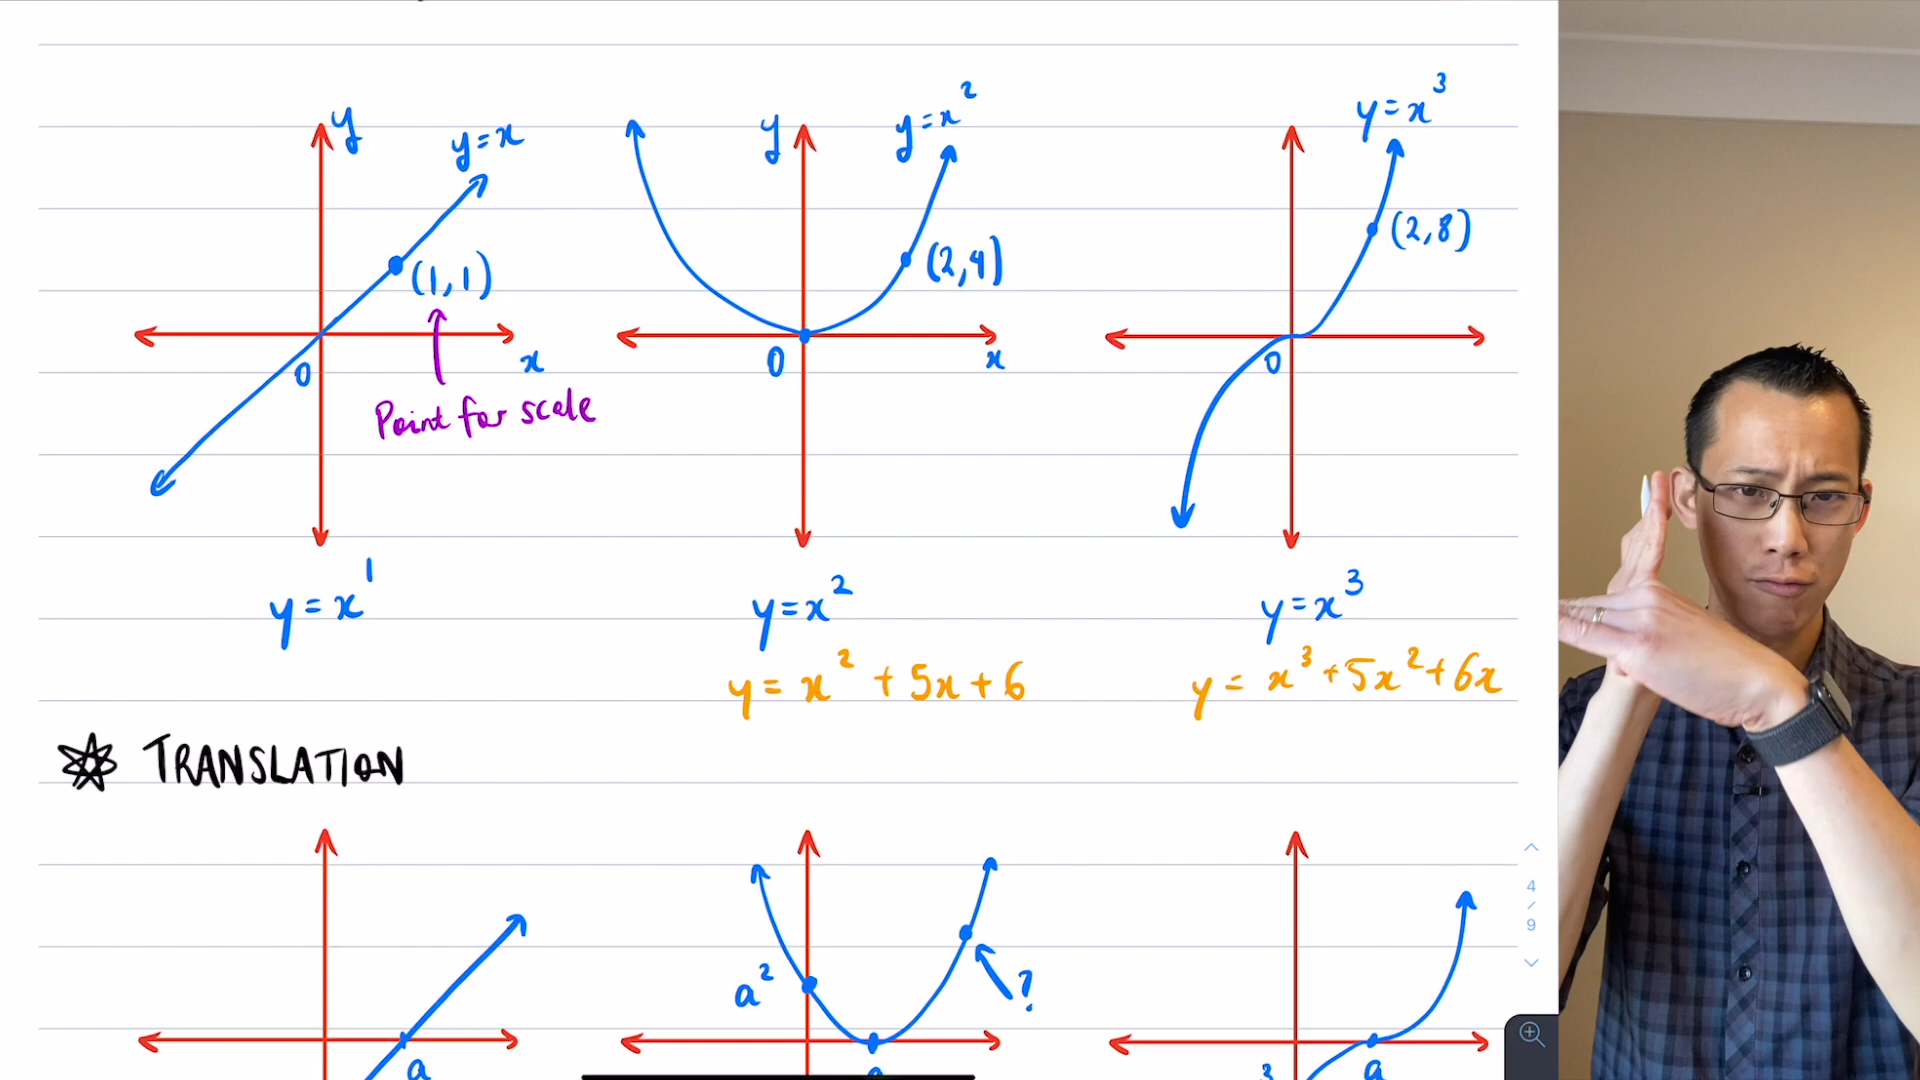 y
y=x
(1,1)
0
x
Point for scale
y=x¹
y
y=x²
(2,4)
0
x
y=x²
y=x²+5x+6
y=x³
(2,8)
0
y=x³
y=x³+5x²+6x
TRANSLATION
a
a²
?
a
3
a
4
/
9